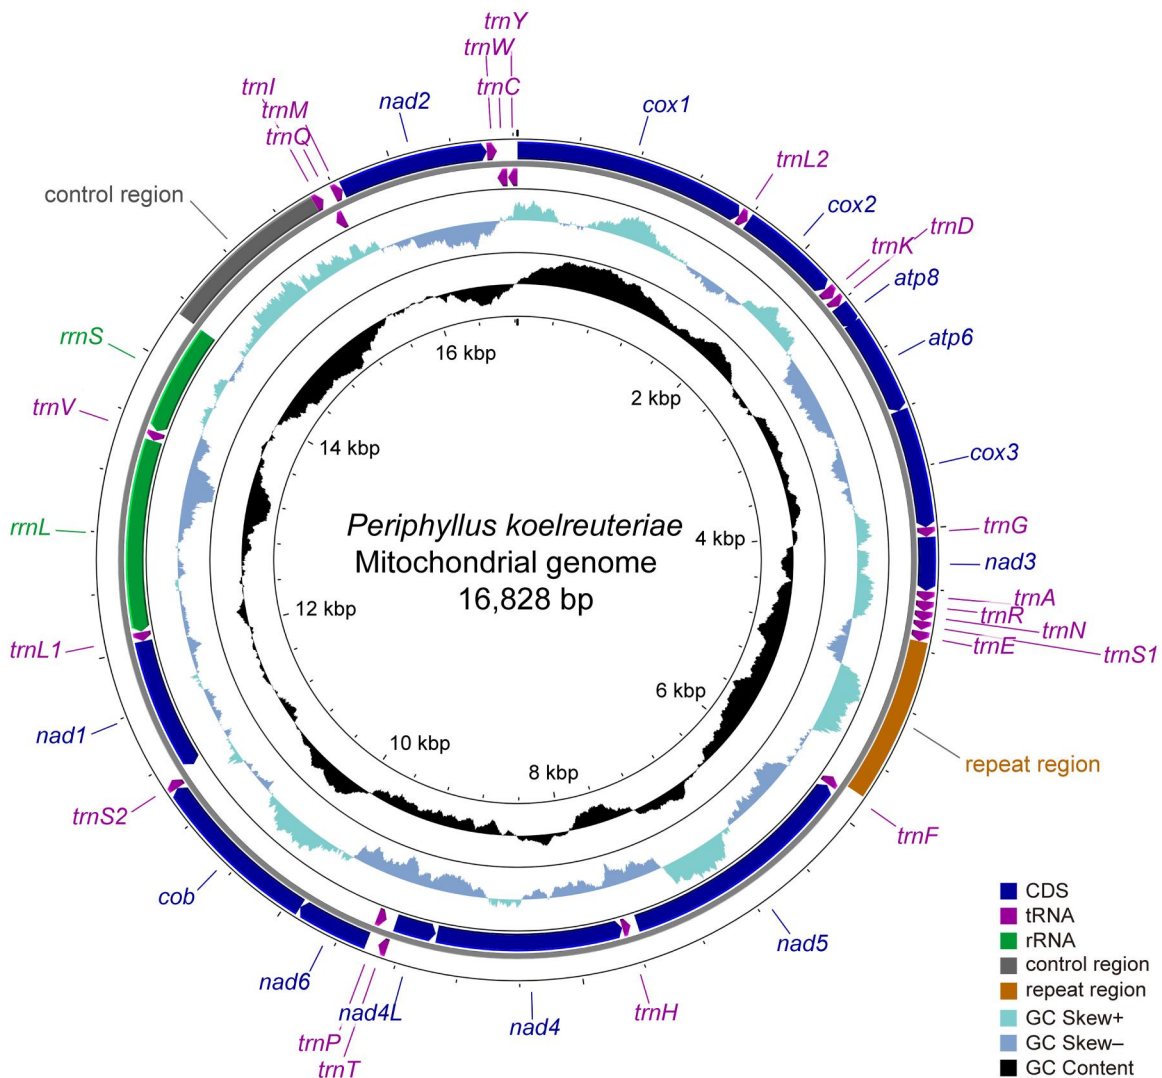 trnY
trnW
trnC
trnI
trnM
trnQ
nad2
cox1
trnL2
control region
cox2
trnD
trnK
atp8
rrnS
atp6
16 kbp
2 kbp
trnV
14 kbp
cox3
rrnL
Periphyllus koelreuteriae
Mitochondrial genome
16,828 bp
4 kbp
trnG
nad3
12 kbp
trnA
trnR
trnN
trnE
trnS1
trnL1
6 kbp
nad1
10 kbp
8 kbp
repeat region
trnS2
trnF
cob
nad5
nad6
nad4L
nad4
trnH
trnP
trnT
CDS
tRNA
rRNA
control region
repeat region
GC Skew+
GC Skew–
GC Content